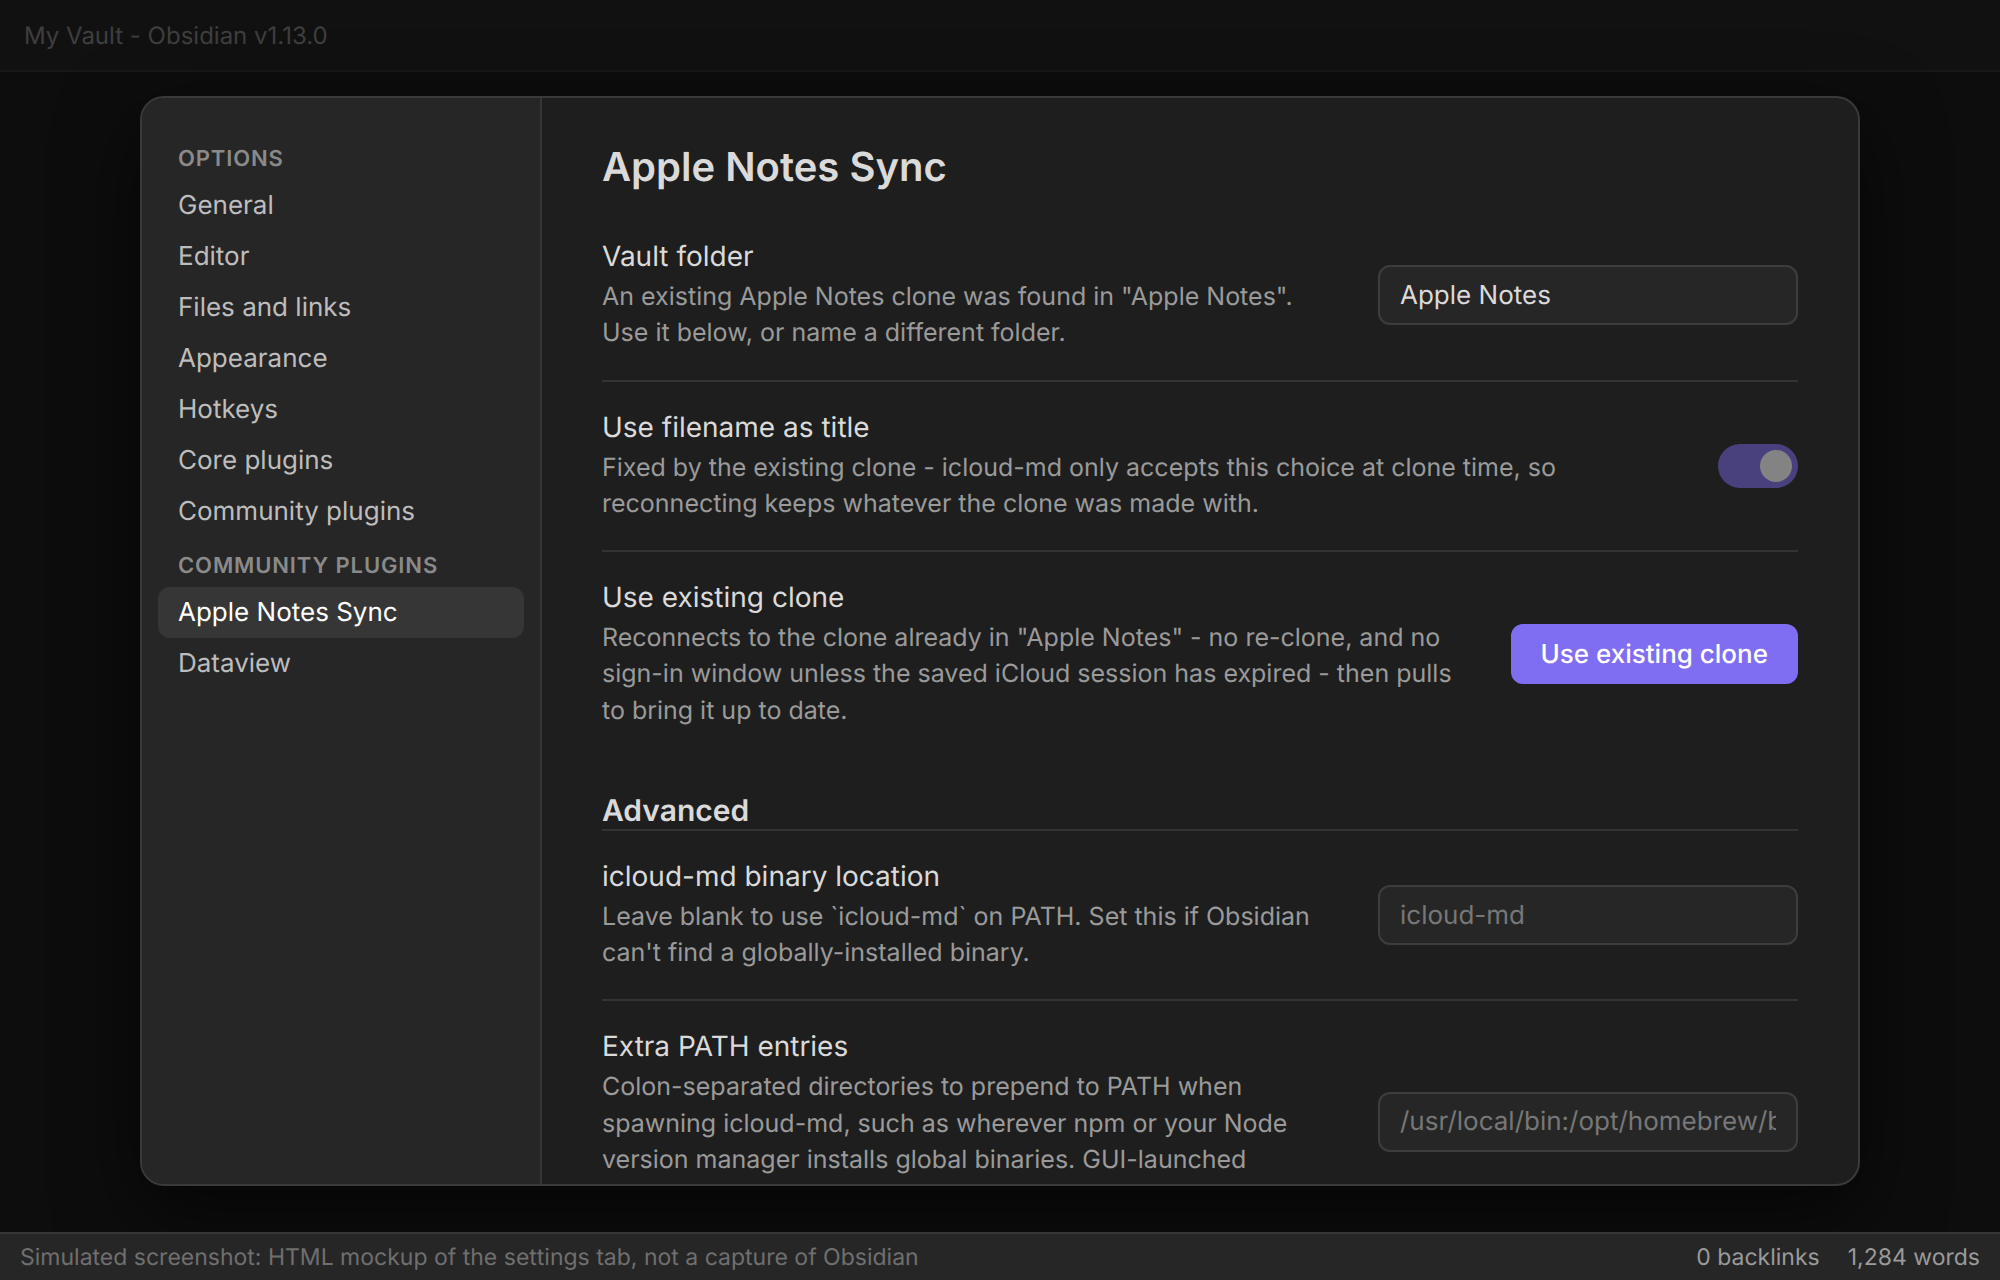 My Vault - Obsidian v1.13.0
OPTIONS
General
Editor
Files and links
Appearance
Hotkeys
Core plugins
Community plugins
COMMUNITY PLUGINS
Apple Notes Sync
Dataview
Apple Notes Sync
Vault folder
An existing Apple Notes clone was found in "Apple Notes".
Use it below, or name a different folder.
Apple Notes
Use filename as title
Fixed by the existing clone - icloud-md only accepts this choice at clone time, so
reconnecting keeps whatever the clone was made with.
Use existing clone
Reconnects to the clone already in "Apple Notes" - no re-clone, and no
sign-in window unless the saved iCloud session has expired - then pulls
to bring it up to date.
Use existing clone
Advanced
icloud-md binary location
Leave blank to use `icloud-md` on PATH. Set this if Obsidian
can't find a globally-installed binary.
icloud-md
Extra PATH entries
Colon-separated directories to prepend to PATH when
spawning icloud-md, such as wherever npm or your Node
version manager installs global binaries. GUI-launched
/usr/local/bin:/opt/homebrew/b
Simulated screenshot: HTML mockup of the settings tab, not a capture of Obsidian
0 backlinks
1,284 words